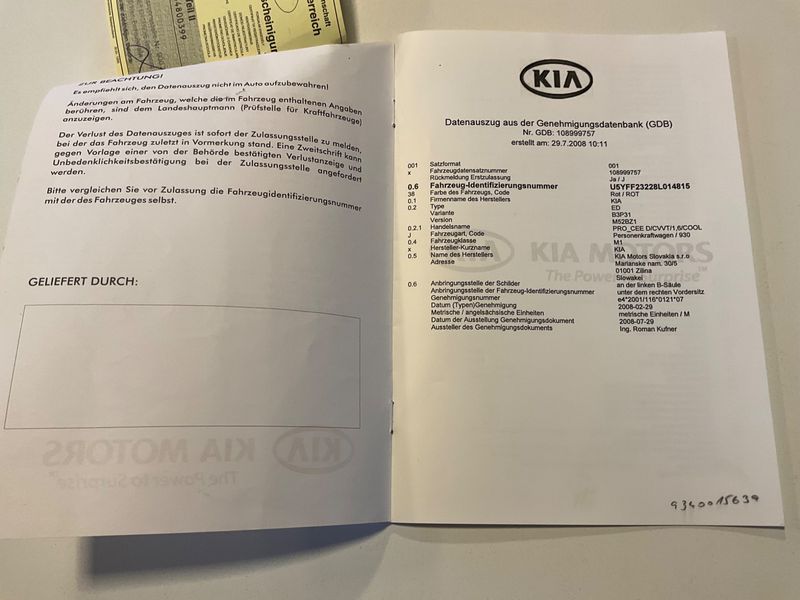 Teil II
4800399
enschaft
erreich
scheinigung
ZUR BEACHTUNG!
Es empfiehlt sich, den Datenauszug nicht im Auto aufzubewahren!
Änderungen am Fahrzeug, welche die im Fahrzeug enthaltenen Angaben
berühren, sind dem Landeshauptmann (Prüfstelle für Kraftfahrzeuge)
anzuzeigen.
Der Verlust des Datenauszuges ist sofort der Zulassungsstelle zu melden,
bei der das Fahrzeug zuletzt in Vormerkung stand. Eine Zweitschrift kann
gegen Vorlage einer von der Behörde bestätigten Verlustanzeige und
Unbedenklichkeitsbestätigung bei der Zulassungsstelle angefordert
werden.
Bitte vergleichen Sie vor Zulassung die Fahrzeugidentifizierungsnummer
mit der des Fahrzeuges selbst.
GELIEFERT DURCH:
KIA KIA MOTORS
The Power to Surprise™
KIA
Datenauszug aus der Genehmigungsdatenbank (GDB)
Nr. GDB: 108999757
erstellt am: 29.7.2008 10:11
001 Satzformat 001
x Fahrzeugdatensatznummer 108999757
Rückmeldung Erstzulassung Ja / J
0.6 Fahrzeug-Identifizierungsnummer U5YFF23228L014815
38 Farbe des Fahrzeugs, Code Rot / ROT
0.1 Firmenname des Herstellers KIA
0.2 Type ED
Variante B3P31
Version M52BZ1
0.2.1 Handelsname PRO_CEE D/CVVT/1,6/COOL
J Fahrzeugart, Code Personenkraftwagen / 930
0.4 Fahrzeugklasse M1
x Hersteller-Kurzname KIA
0.5 Name des Herstellers KIA Motors Slovakia s.r.o
Adresse Marianske nam. 30/5
01001 Zilina
Slowakei
0.6 Anbringungsstelle der Schilder an der linken B-Säule
Anbringungsstelle der Fahrzeug-Identifizierungsnummer unter dem rechten Vordersitz
Genehmigungsnummer e4*2001/116*0121*07
Datum (Typen)Genehmigung 2008-02-29
Metrische / angelsächsische Einheiten metrische Einheiten / M
Datum der Ausstellung Genehmigungsdokument 2008-07-29
Aussteller des Genehmigungsdokuments Ing. Roman Kufner
KIA MOTORS
The Power to Surprise™
9340015639